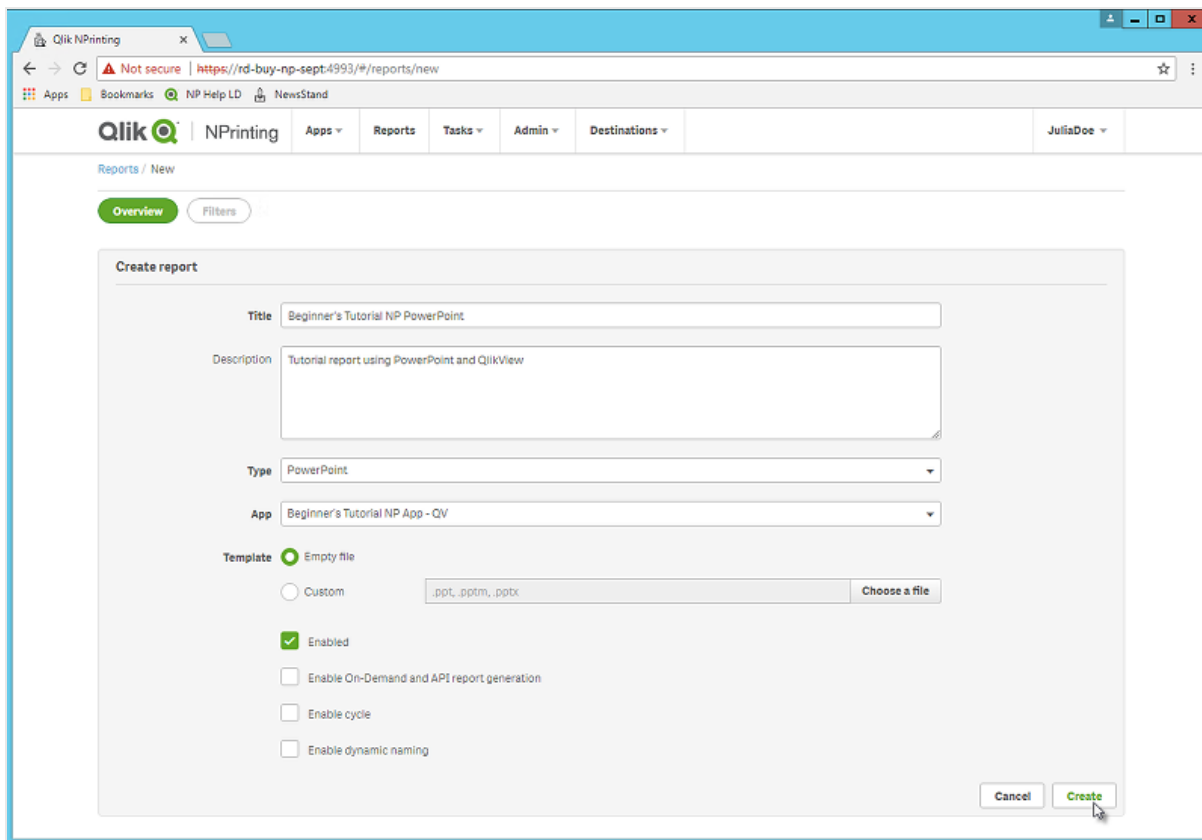 Qlik NPrinting
Not secure | https://rd-buy-np-sept:4993/#/reports/new
Apps Bookmarks NP Help LD NewsStand
Qlik NPrinting Apps Reports Tasks Admin Destinations JuliaDoe
Reports / New
Overview Filters
Create report
Title Beginner's Tutorial NP PowerPoint
Description Tutorial report using PowerPoint and QlikView
Type PowerPoint
App Beginner's Tutorial NP App - QV
Template Empty file
Custom .ppt, .pptm, .pptx Choose a file
Enabled
Enable On-Demand and API report generation
Enable cycle
Enable dynamic naming
Cancel Create